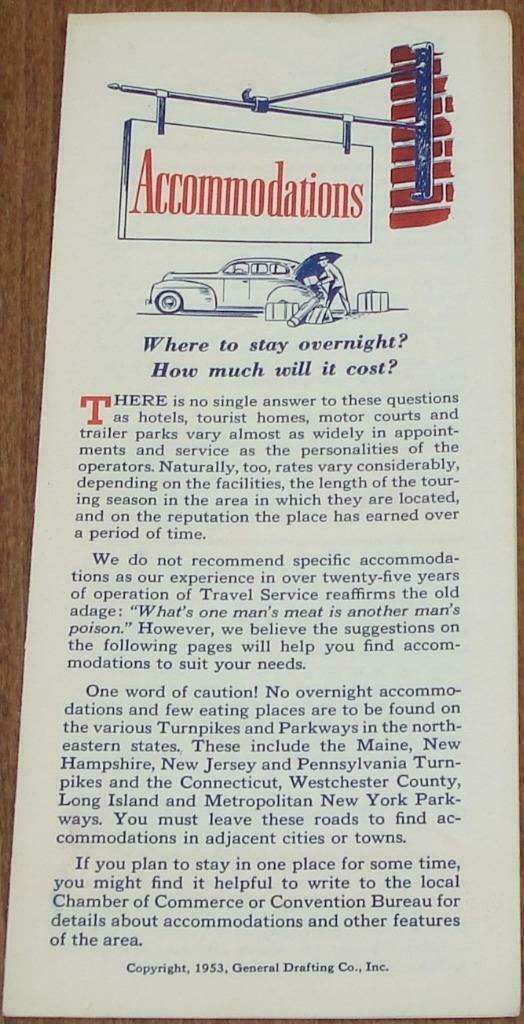 Accommodations
Where to stay overnight?
How much will it cost?
THERE is no single answer to these questions
as hotels, tourist homes, motor courts and
trailer parks vary almost as widely in appoint-
ments and service as the personalities of the
operators. Naturally, too, rates vary considerably,
depending on the facilities, the length of the tour-
ing season in the area in which they are located,
and on the reputation the place has earned over
a period of time.
We do not recommend specific accommoda-
tions as our experience in over twenty-five years
of operation of Travel Service reaffirms the old
adage: "What's one man's meat is another man's
poison." However, we believe the suggestions on
the following pages will help you find accom-
modations to suit your needs.
One word of caution! No overnight accommo-
dations and few eating places are to be found on
the various Turnpikes and Parkways in the north-
eastern states. These include the Maine, New
Hampshire, New Jersey and Pennsylvania Turn-
pikes and the Connecticut, Westchester County,
Long Island and Metropolitan New York Park-
ways. You must leave these roads to find ac-
commodations in adjacent cities or towns.
If you plan to stay in one place for some time,
you might find it helpful to write to the local
Chamber of Commerce or Convention Bureau for
details about accommodations and other features
of the area.
Copyright, 1953, General Drafting Co., Inc.